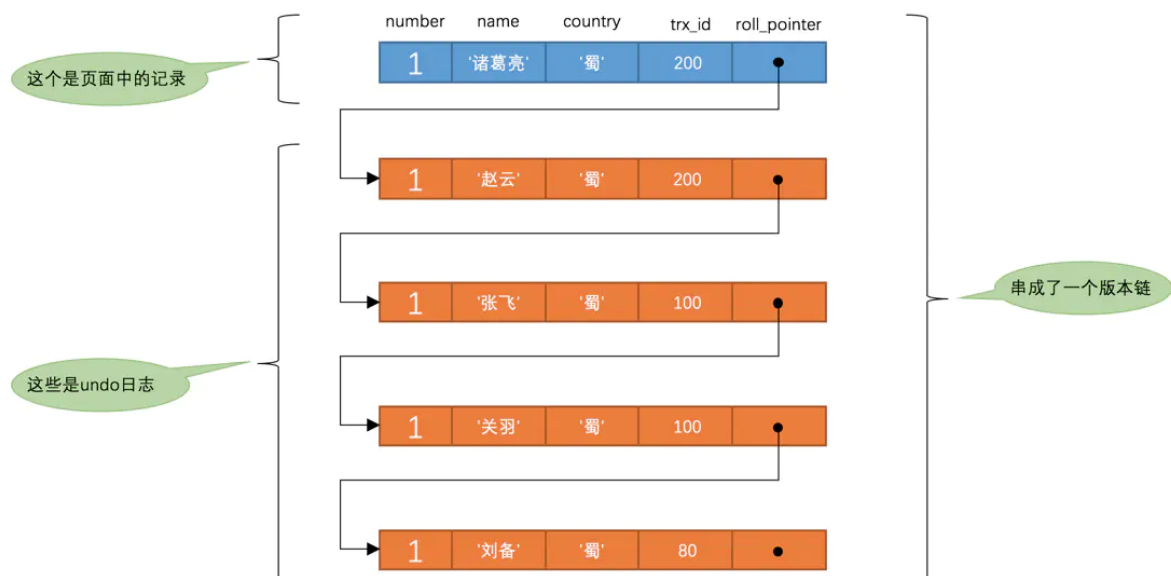 number name country trx_id roll_pointer
1 '诸葛亮' '蜀' 200
这个是页面中的记录
1 '赵云' '蜀' 200
1 '张飞' '蜀' 100
串成了一个版本链
这些是undo日志
1 '关羽' '蜀' 100
1 '刘备' '蜀' 80